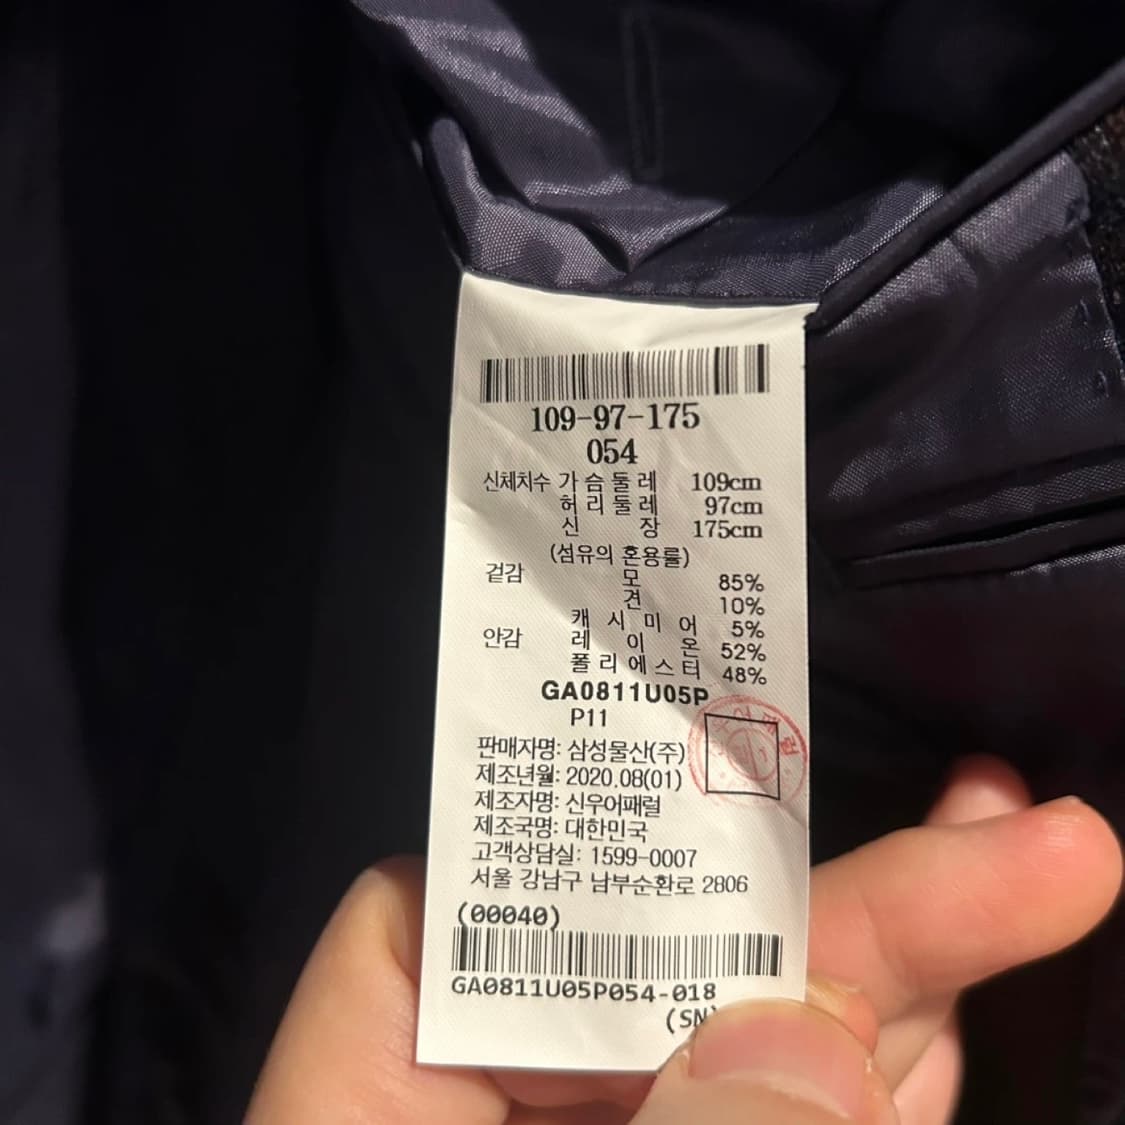 109-97-175
054
신체치수 가슴둘레 109cm
허리둘레 97cm
신장 175cm
(섬유의 혼용률)
겉감 모 85%
견 10%
캐시미어 5%
안감 레이온 52%
폴리에스터 48%
GA0811U05P
P11
판매자명: 삼성물산(주)
제조년월: 2020.08(01)
제조자명: 신우어패럴
제조국명: 대한민국
고객상담실: 1599-0007
서울 강남구 남부순환로 2806
(00040)
GA0811U05P054-018
(SN)